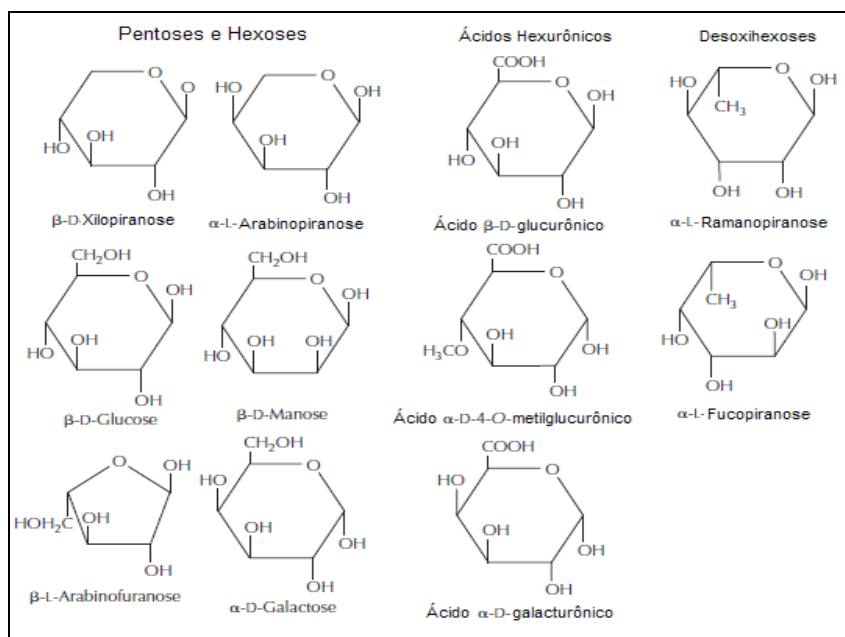 Pentoses e Hexoses
Ácidos Hexurônicos
Desoxihexoses
O
O
OH
HO
OH
β-D-Xilopiranose
HO
O
OH
OH
OH
α-L-Arabinopiranose
COOH
O
OH
OH
HO
OH
Ácido β-D-glucurônico
O
OH
HO
CH₃
OH
OH
α-L-Ramanopiranose
CH₂OH
O
OH
OH
HO
OH
β-D-Glucose
CH₂OH
O
OH
OH
OH
HO
β-D-Manose
COOH
O
OH
H₃CO
OH
OH
Ácido α-D-4-O-metilglucurônico
O
OH
CH₃
HO
OH
OH
α-L-Fucopiranose
O
OH
HOH₂C
OH
OH
β-L-Arabinofuranose
CH₂OH
HO
O
OH
OH
OH
α-D-Galactose
COOH
HO
O
OH
OH
OH
Ácido α-D-galacturônico